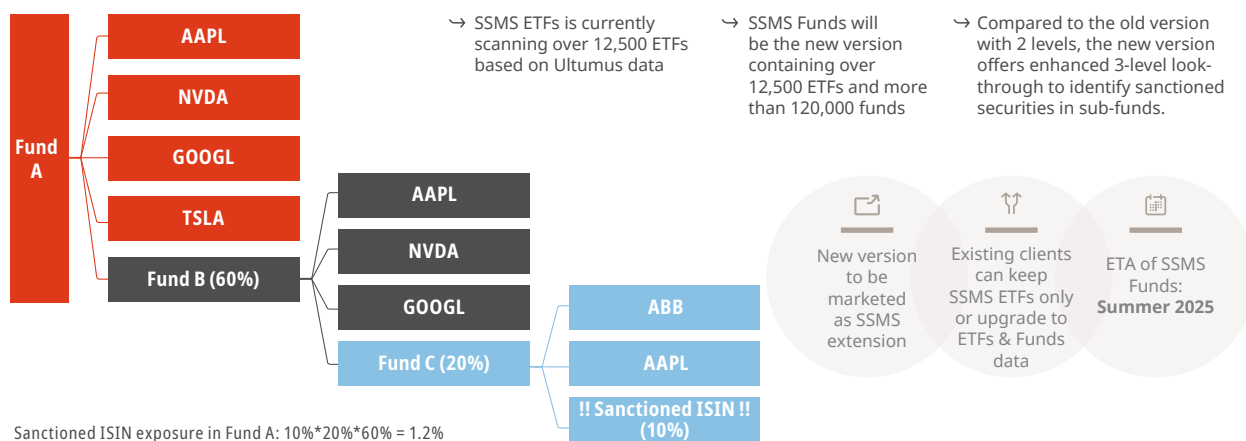 ↪ SSMS ETFs is currently
scanning over 12,500 ETFs
based on Ultumus data
↪ SSMS Funds will
be the new version
containing over
12,500 ETFs and more
than 120,000 funds
↪ Compared to the old version
with 2 levels, the new version
offers enhanced 3-level look-
through to identify sanctioned
securities in sub-funds.
Fund
A
AAPL
NVDA
GOOGL
TSLA
Fund B (60%)
AAPL
NVDA
GOOGL
Fund C (20%)
ABB
AAPL
!! Sanctioned ISIN !!
(10%)
New version
to be
marketed
as SSMS
extension
Existing clients
can keep
SSMS ETFs only
or upgrade to
ETFs & Funds
data
ETA of SSMS
Funds:
Summer 2025
Sanctioned ISIN exposure in Fund A: 10%*20%*60% = 1.2%